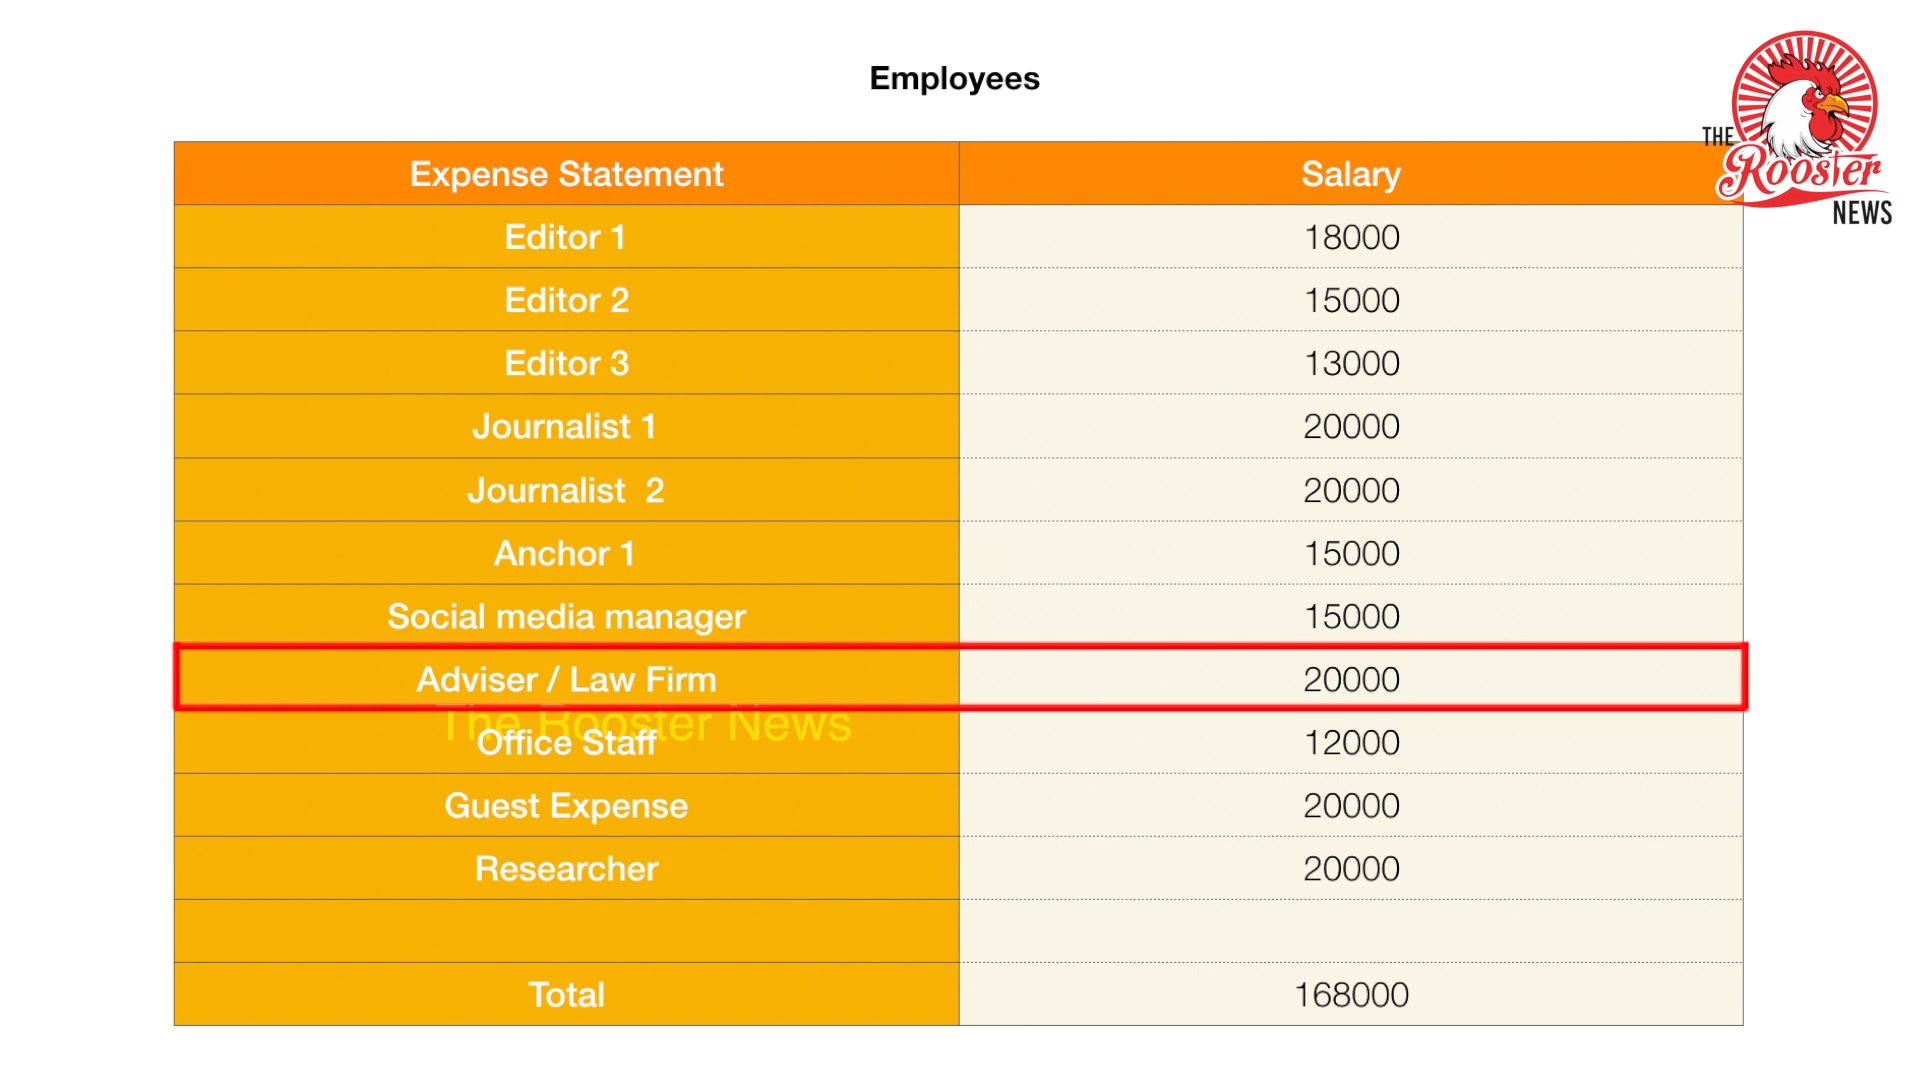 Employees
THE
Rooster
NEWS
Expense Statement Salary
Editor 1 18000
Editor 2 15000
Editor 3 13000
Journalist 1 20000
Journalist 2 20000
Anchor 1 15000
Social media manager 15000
Adviser / Law Firm 20000
The Rooster News
Office Staff 12000
Guest Expense 20000
Researcher 20000
Total 168000